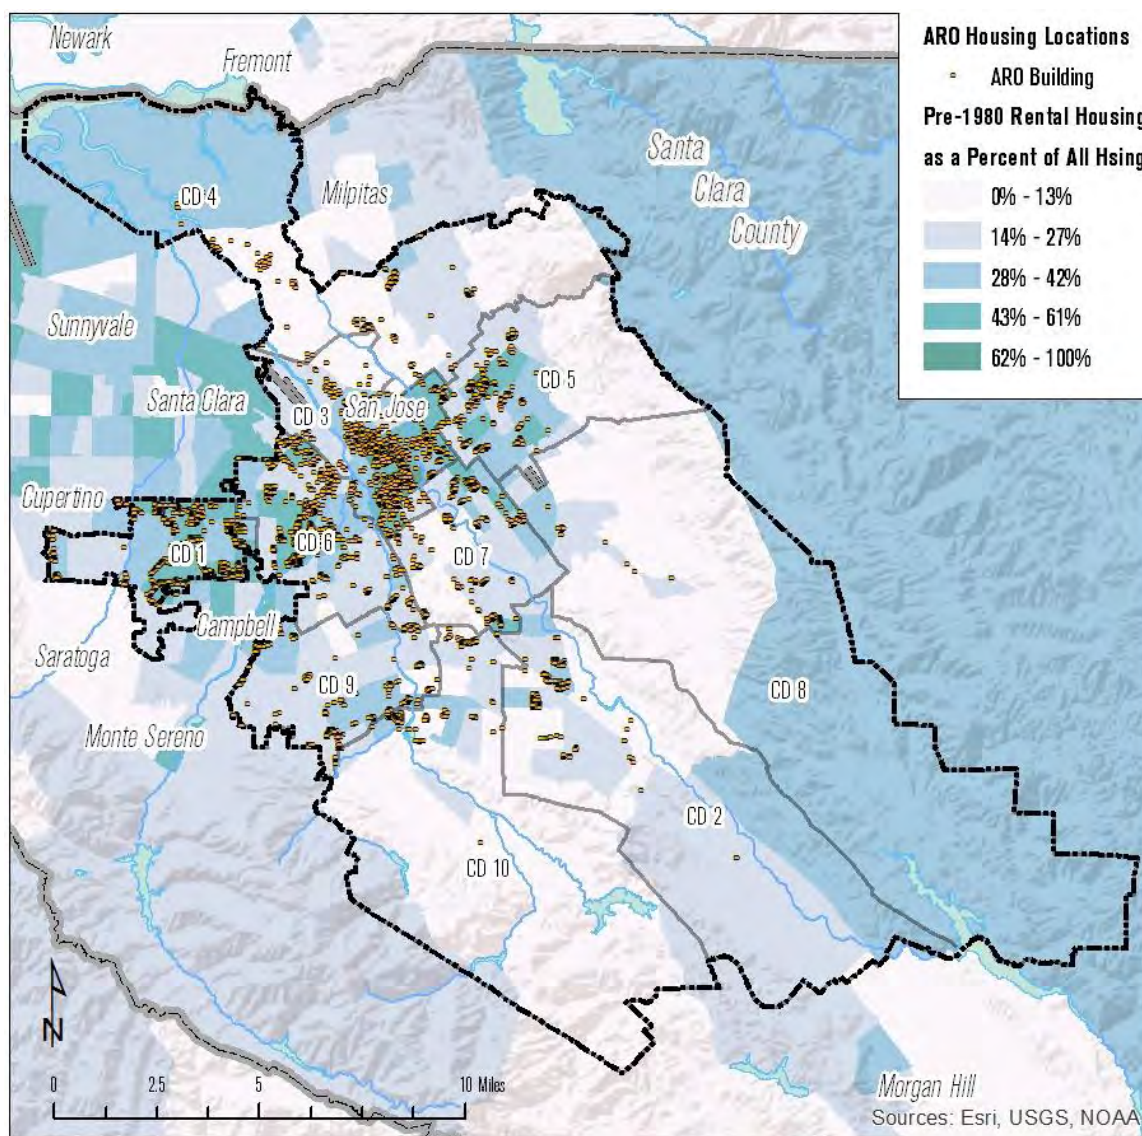 Newark
Fremont
ARO Housing Locations
ARO Building
Pre-1980 Rental Housing
as a Percent of All Hsing
0% - 13%
14% - 27%
28% - 42%
43% - 61%
62% - 100%
Santa
Clara
County
Milpitas
CD 4
Sunnyvale
Santa Clara
CD 3
San Jose
CD 5
Cupertino
CD 1
CD 6
CD 7
Campbell
Saratoga
CD 9
CD 8
Monte Sereno
CD 2
CD 10
N
0 2.5 5 10 Miles
Morgan Hill
Sources: Esri, USGS, NOAA